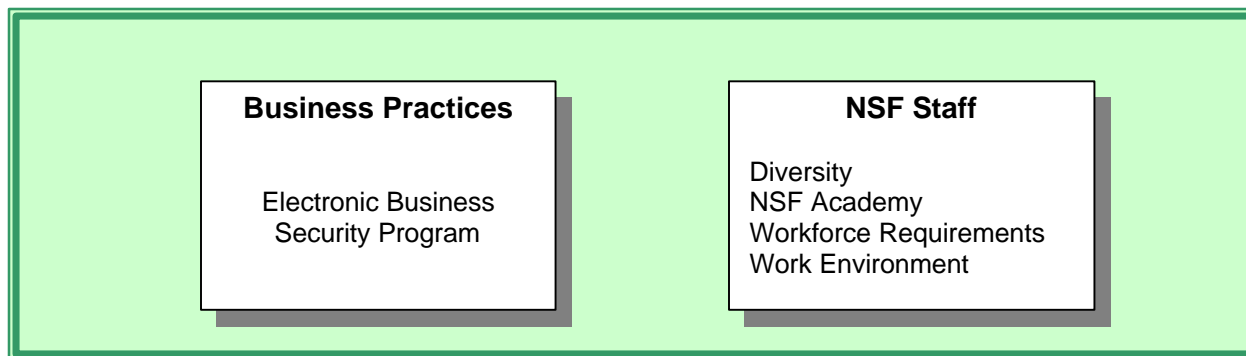 Business Practices
Electronic Business
Security Program
NSF Staff
Diversity
NSF Academy
Workforce Requirements
Work Environment